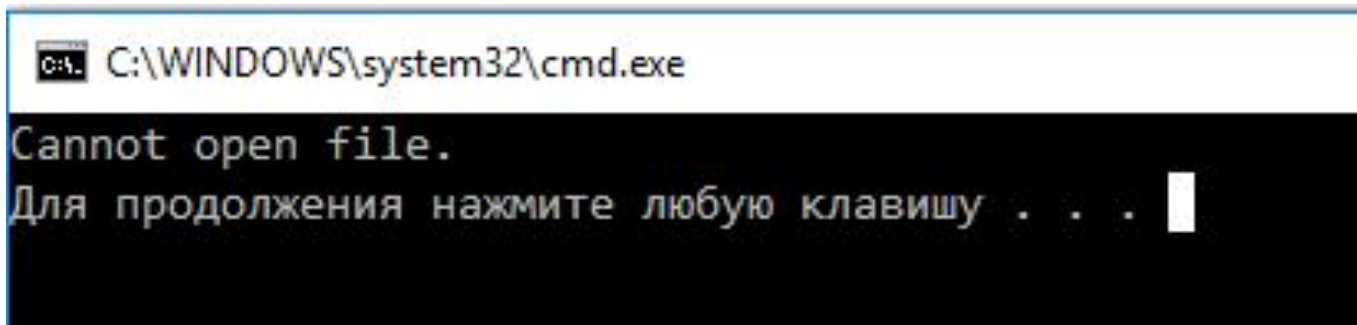 C:\WINDOWS\system32\cmd.exe
Cannot open file.
Для продолжения нажмите любую клавишу . . .